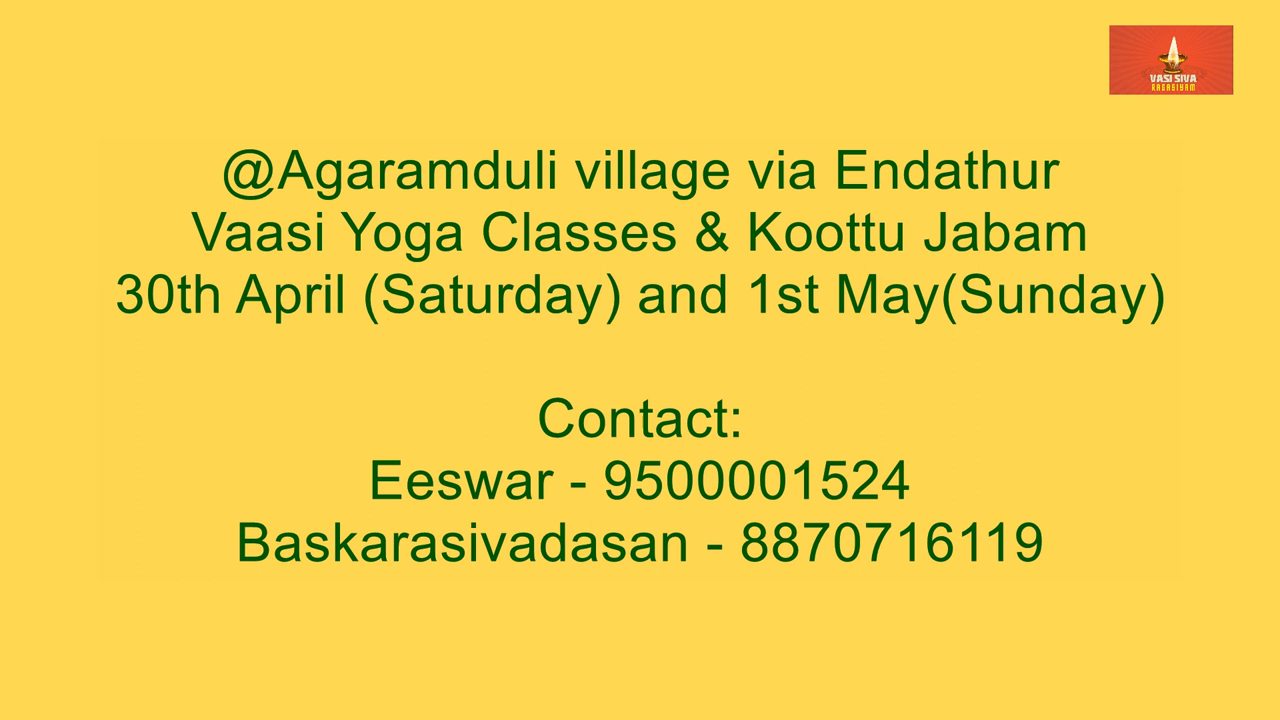 VASI SIVA
RAGASIYAM
@Agaramduli village via Endathur
Vaasi Yoga Classes & Koottu Jabam
30th April (Saturday) and 1st May(Sunday)
Contact:
Eeswar - 9500001524
Baskarasivadasan - 8870716119